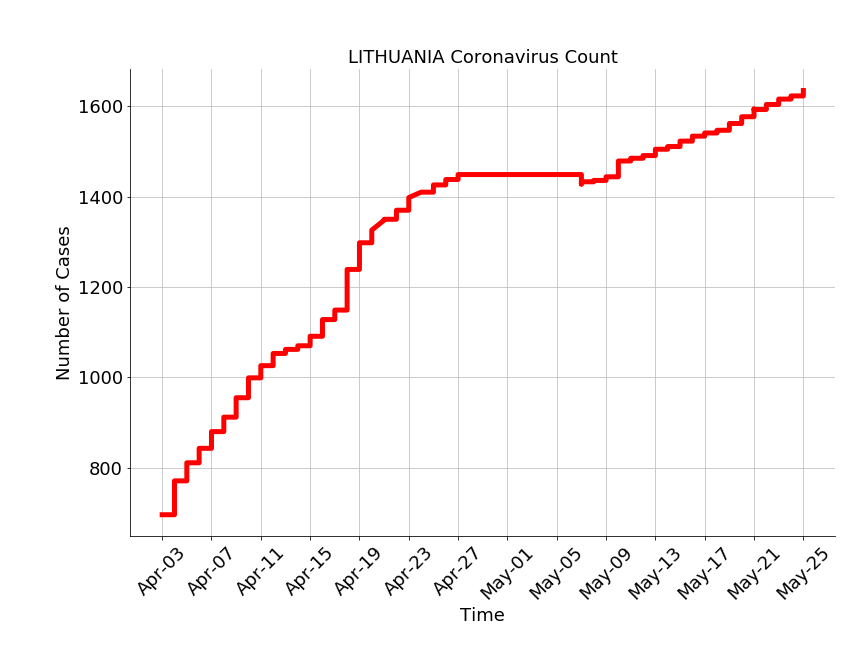 LITHUANIA Coronavirus Count
Number of Cases
1600
1400
1200
1000
800
Apr-03 Apr-07 Apr-11 Apr-15 Apr-19 Apr-23 Apr-27 May-01 May-05 May-09 May-13 May-17 May-21 May-25
Time